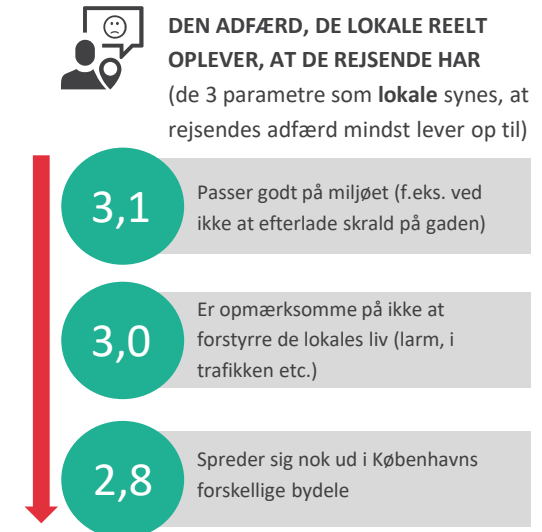 DEN ADFÆRD, DE LOKALE REELT
OPLEVER, AT DE REJSENDE HAR
(de 3 parametre som lokale synes, at
rejsendes adfærd mindst lever op til)
3,1
Passer godt på miljøet (f.eks. ved
ikke at efterlade skrald på gaden)
3,0
Er opmærksomme på ikke at
forstyrre de lokales liv (larm, i
trafikken etc.)
2,8
Spreder sig nok ud i Københavns
forskellige bydele